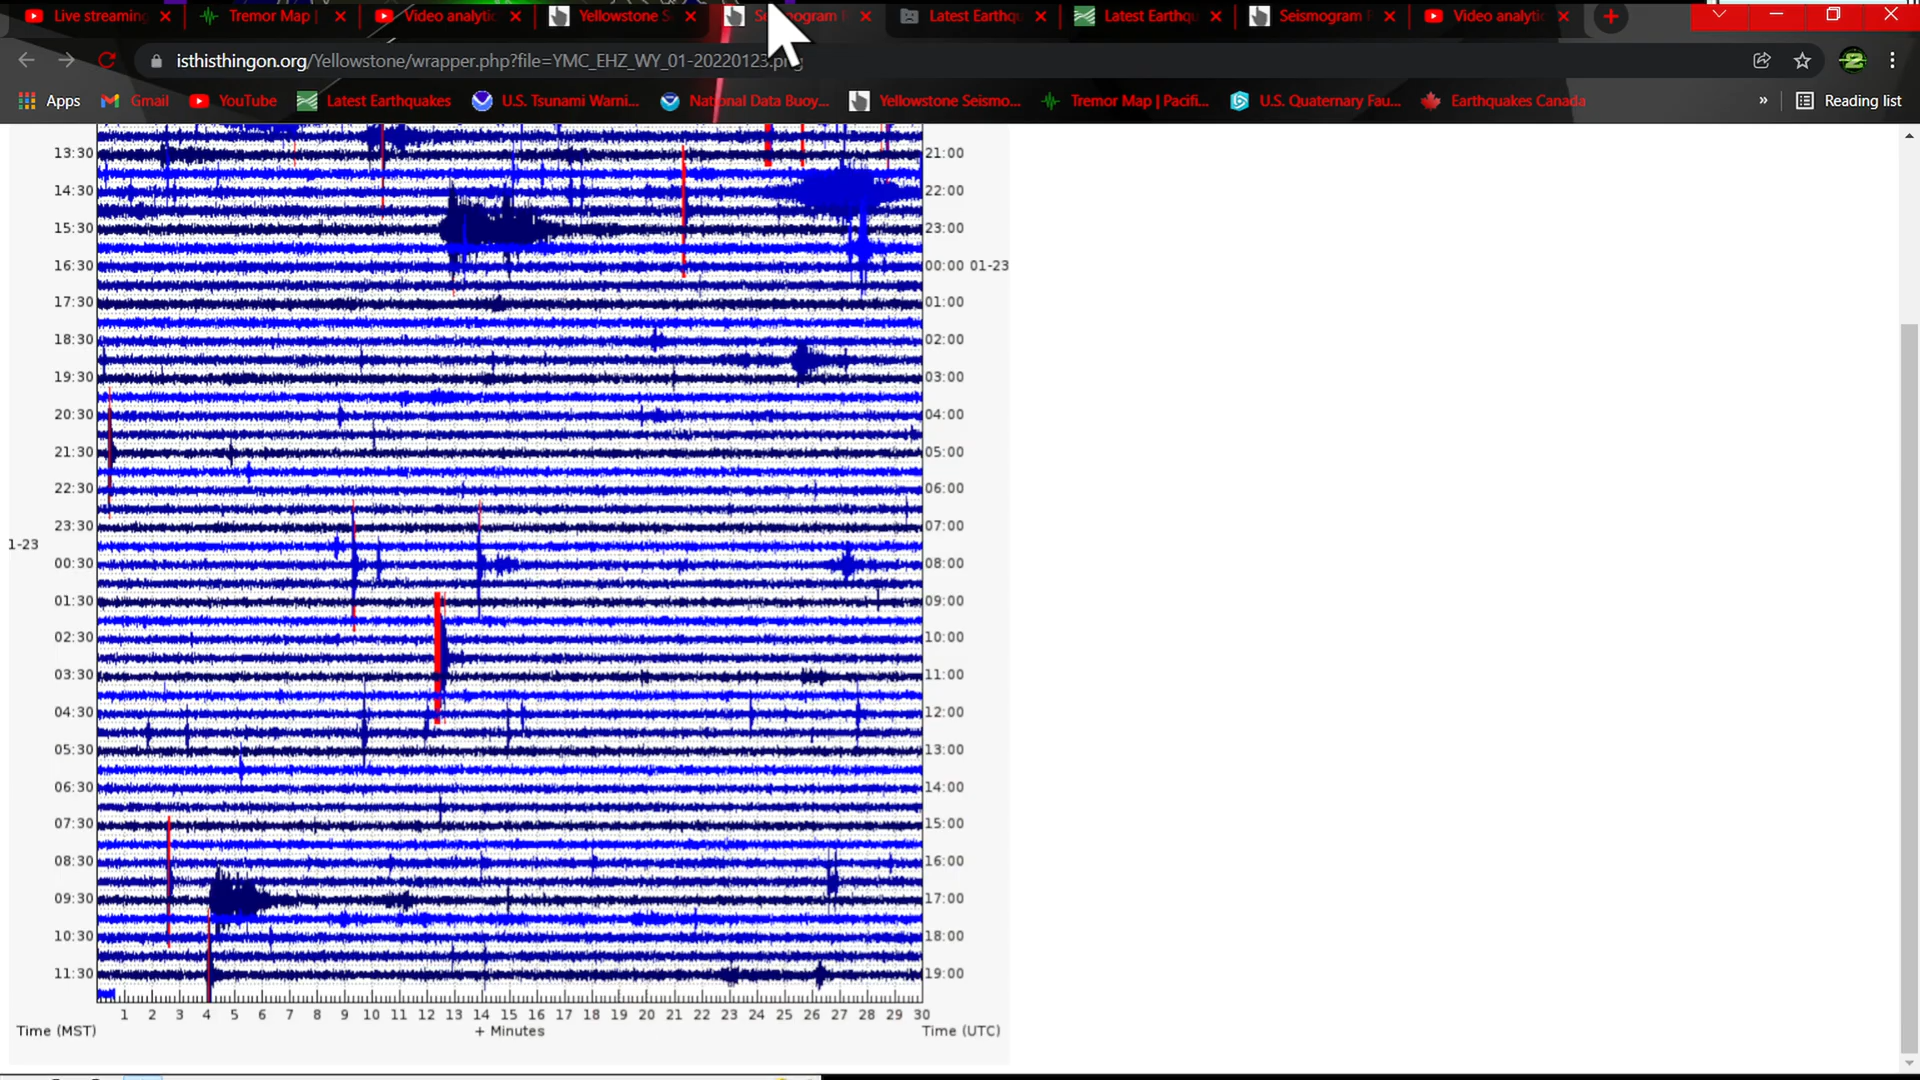 Live streaming
Tremor Map |
Video analytic
Yellowstone S
Latest Earthqu
Latest Earthqu
Seismogram
Video analytic
isthisthingon.org/Yellowstone/wrapper.php?file=YMC_EHZ_WY_01-20220123.png
Apps Gmail YouTube Latest Earthquakes U.S. Tsunami Warni... National Data Buoy... Yellowstone Seismo... Tremor Map | Pacifi... U.S. Quaternary Fau... Earthquakes Canada » Reading list
13:30 21:00
14:30 22:00
15:30 23:00
16:30 00:00 01-23
17:30 01:00
18:30 02:00
19:30 03:00
20:30 04:00
21:30 05:00
22:30 06:00
23:30 07:00
1-23
00:30 08:00
01:30 09:00
02:30 10:00
03:30 11:00
04:30 12:00
05:30 13:00
06:30 14:00
07:30 15:00
08:30 16:00
09:30 17:00
10:30 18:00
11:30 19:00
1 2 3 4 5 6 7 8 9 10 11 12 13 14 15 16 17 18 19 20 21 22 23 24 25 26 27 28 29 30
Time (MST) + Minutes Time (UTC)